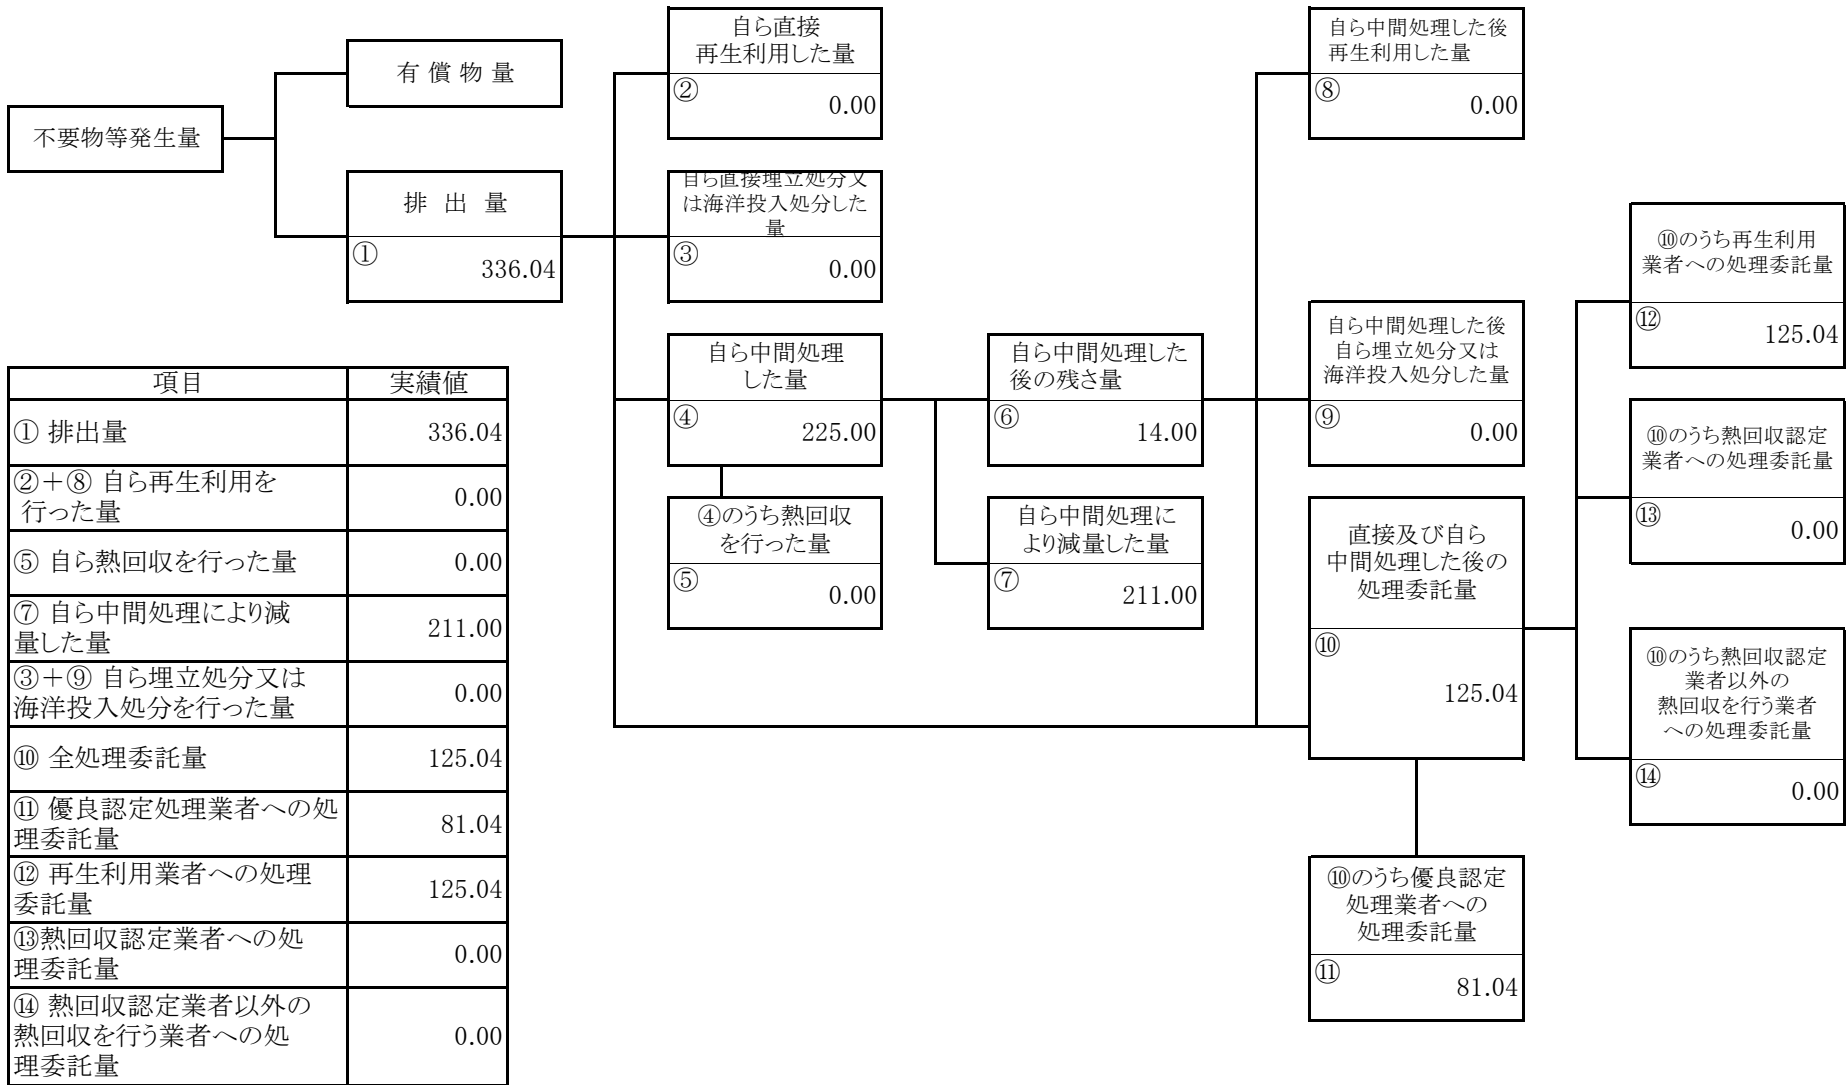 不要物等発生量
有償物量
排出量
①
336.04
自ら直接
再生利用した量
②
0.00
自ら直接埋立処分又
は海洋投入処分した
量
③
0.00
自ら中間処理
した量
④
225.00
④のうち熱回収
を行った量
⑤
0.00
自ら中間処理した
後の残さ量
⑥
14.00
自ら中間処理に
より減量した量
⑦
211.00
自ら中間処理した後
再生利用した量
⑧
0.00
自ら中間処理した後
自ら埋立処分又は
海洋投入処分した量
⑨
0.00
直接及び自ら
中間処理した後の
処理委託量
⑩
125.04
⑩のうち優良認定
処理業者への
処理委託量
⑪
81.04
⑩のうち再生利用
業者への処理委託量
⑫
125.04
⑩のうち熱回収認定
業者への処理委託量
⑬
0.00
⑩のうち熱回収認定
業者以外の
熱回収を行う業者
への処理委託量
⑭
0.00
項目 実績値
① 排出量 336.04
②+⑧ 自ら再生利用を
行った量 0.00
⑤ 自ら熱回収を行った量 0.00
⑦ 自ら中間処理により減
量した量 211.00
③+⑨ 自ら埋立処分又は
海洋投入処分を行った量 0.00
⑩ 全処理委託量 125.04
⑪ 優良認定処理業者への処
理委託量 81.04
⑫ 再生利用業者への処理
委託量 125.04
⑬熱回収認定業者への処
理委託量 0.00
⑭ 熱回収認定業者以外の
熱回収を行う業者への処
理委託量 0.00